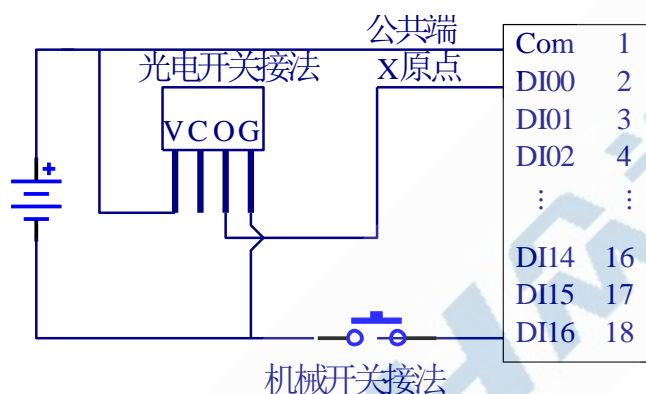 公共端
光电开关接法
X原点
V C O G
+
Com 1
DI00 2
DI01 3
DI02 4
⋮ ⋮
DI14 16
DI15 17
DI16 18
机械开关接法